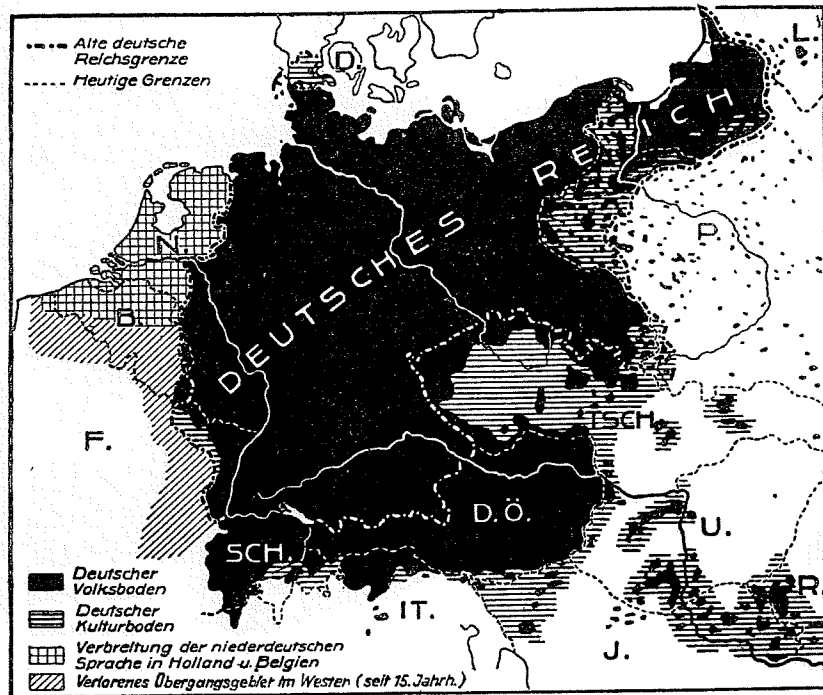 Alte deutsche
Reichsgrenze
Heutige Grenzen
D.
L.
DEUTSCHES REICH
N.
P.
B.
TSCH.
F.
D.Ö.
SCH.
U.
IT.
J.
R.
Deutscher
Volksboden
Deutscher
Kulturboden
Verbreitung der niederdeutschen
Sprache in Holland u. Belgien
Verlorenes Übergangsgebiet im Westen (seit 15. Jahrh.)